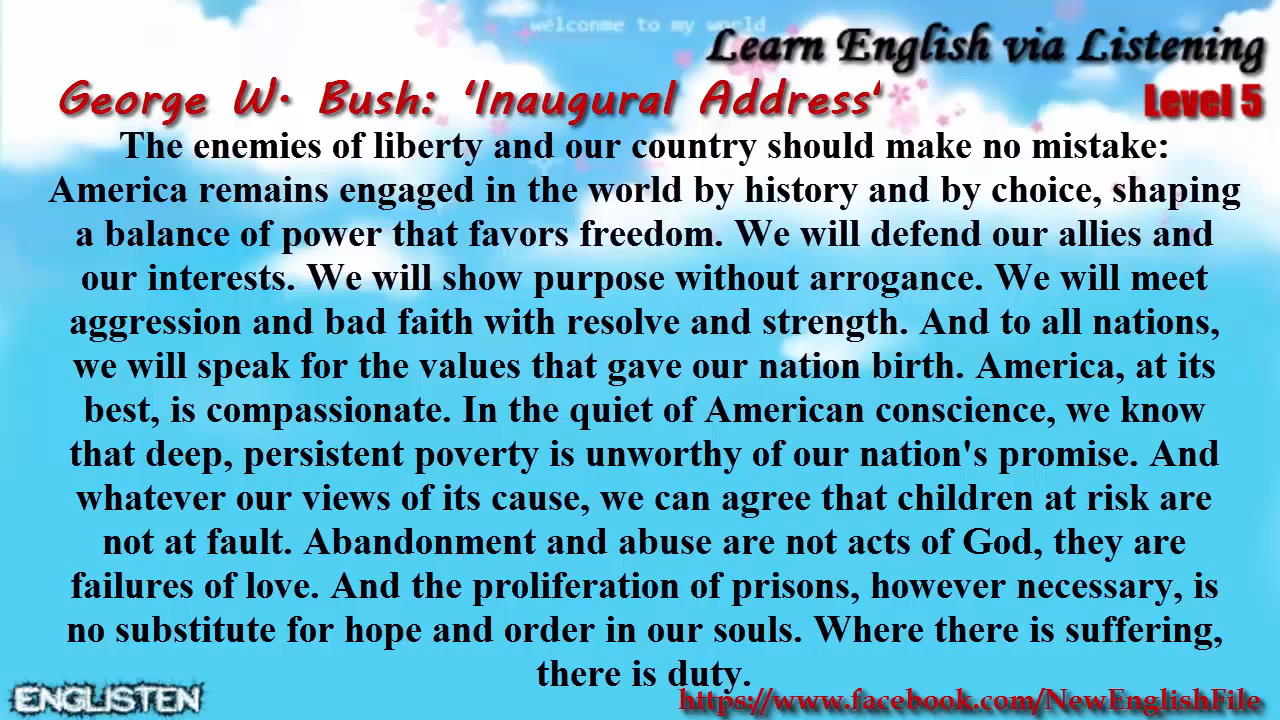 welconme to my world
Learn English via Listening
George W. Bush: 'Inaugural Address'
Level 5
The enemies of liberty and our country should make no mistake:
America remains engaged in the world by history and by choice, shaping
a balance of power that favors freedom. We will defend our allies and
our interests. We will show purpose without arrogance. We will meet
aggression and bad faith with resolve and strength. And to all nations,
we will speak for the values that gave our nation birth. America, at its
best, is compassionate. In the quiet of American conscience, we know
that deep, persistent poverty is unworthy of our nation's promise. And
whatever our views of its cause, we can agree that children at risk are
not at fault. Abandonment and abuse are not acts of God, they are
failures of love. And the proliferation of prisons, however necessary, is
no substitute for hope and order in our souls. Where there is suffering,
there is duty.
ENGLISTEN
https://www.facebook.com/NewEnglishFile